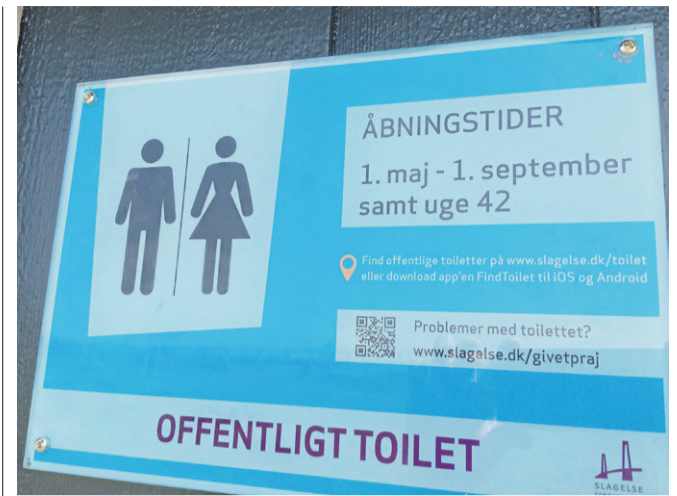 ÅBNINGSTIDER
1. maj - 1. september
samt uge 42
Find offentlige toiletter på www.slagelse.dk/toilet
eller download app'en FindToilet til iOS og Android
Problemer med toilettet?
www.slagelse.dk/givetpraj
OFFENTLIGT TOILET
SLAGELSE